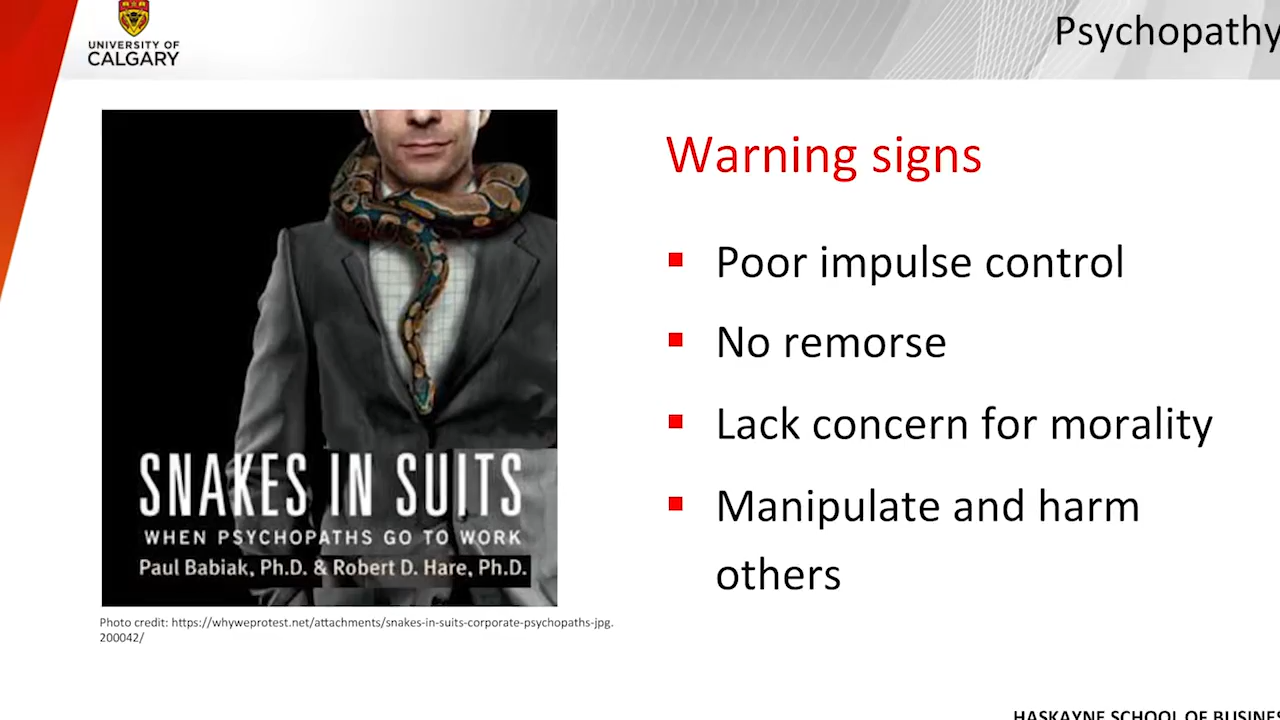 UNIVERSITY OF
CALGARY
Psychopathy
SNAKES IN SUITS
WHEN PSYCHOPATHS GO TO WORK
Paul Babiak, Ph.D. & Robert D. Hare, Ph.D.
Photo credit: https://whyweprotest.net/attachments/snakes-in-suits-corporate-psychopaths-jpg.
200042/
Warning signs
▪ Poor impulse control
▪ No remorse
▪ Lack concern for morality
▪ Manipulate and harm
others
HASKAYNE SCHOOL OF BUSINES